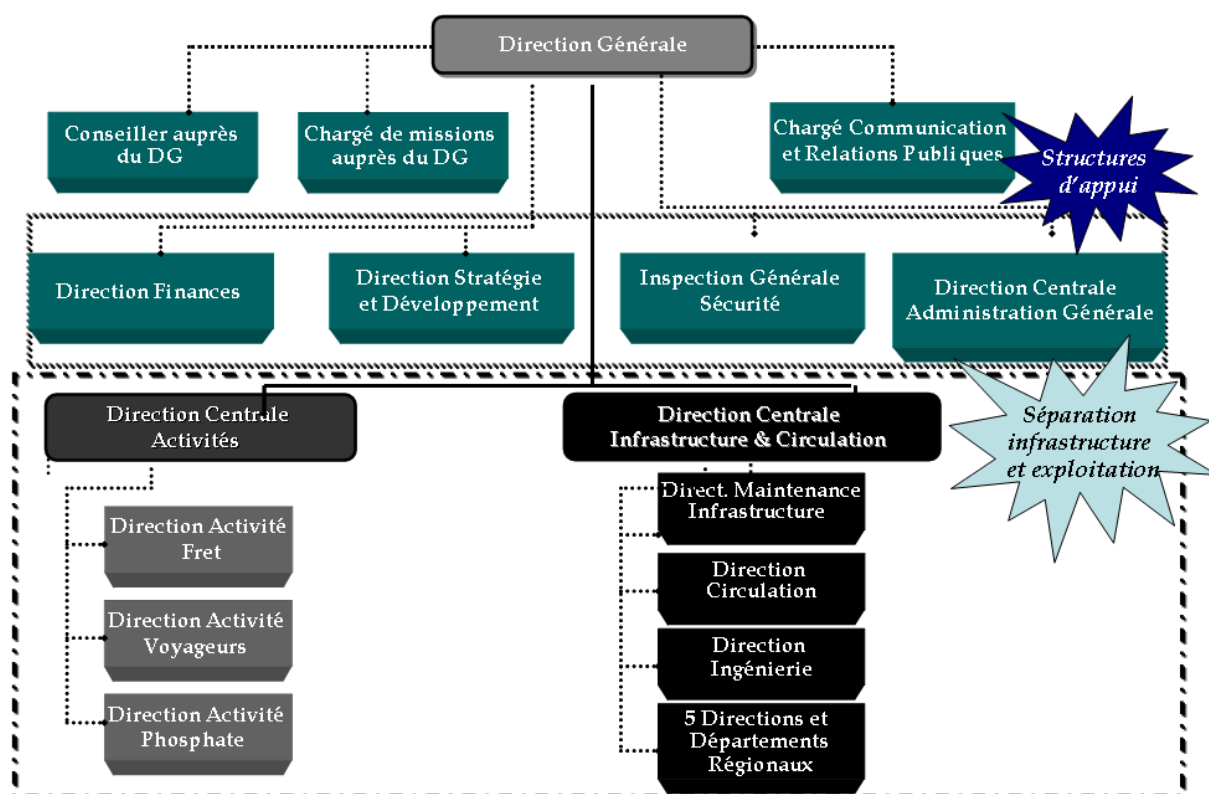 Direction Générale
Conseiller auprès
du DG
Chargé de missions
auprès du DG
Chargé Communication
et Relations Publiques
Structures
d'appui
Direction Finances
Direction Stratégie
et Développement
Inspection Générale
Sécurité
Direction Centrale
Administration Générale
Direction Centrale
Activités
Direction Centrale
Infrastructure & Circulation
Séparation
infrastructure
et exploitation
Direction Activité
Fret
Direction Activité
Voyageurs
Direction Activité
Phosphate
Direct. Maintenance
Infrastructure
Direction
Circulation
Direction
Ingénierie
5 Directions et
Départements
Régionaux